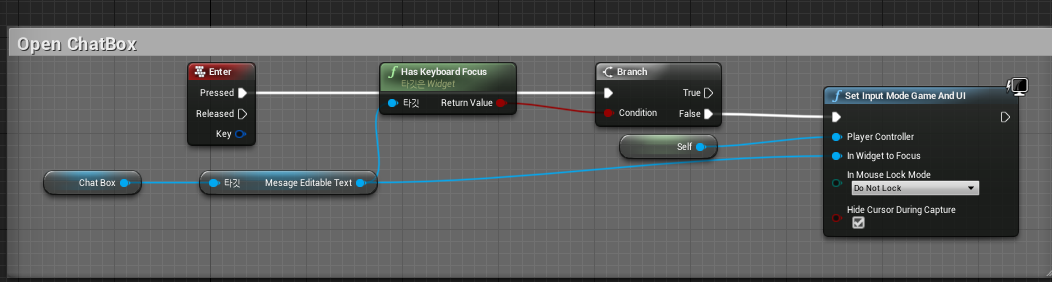 Open ChatBox
Enter
Pressed
Released
Key
Has Keyboard Focus
타깃은 Widget
타깃
Return Value
Branch
True
Condition
False
Set Input Mode Game And UI
Player Controller
In Widget to Focus
In Mouse Lock Mode
Do Not Lock
Hide Cursor During Capture
Self
Chat Box
타깃
Mesage Editable Text